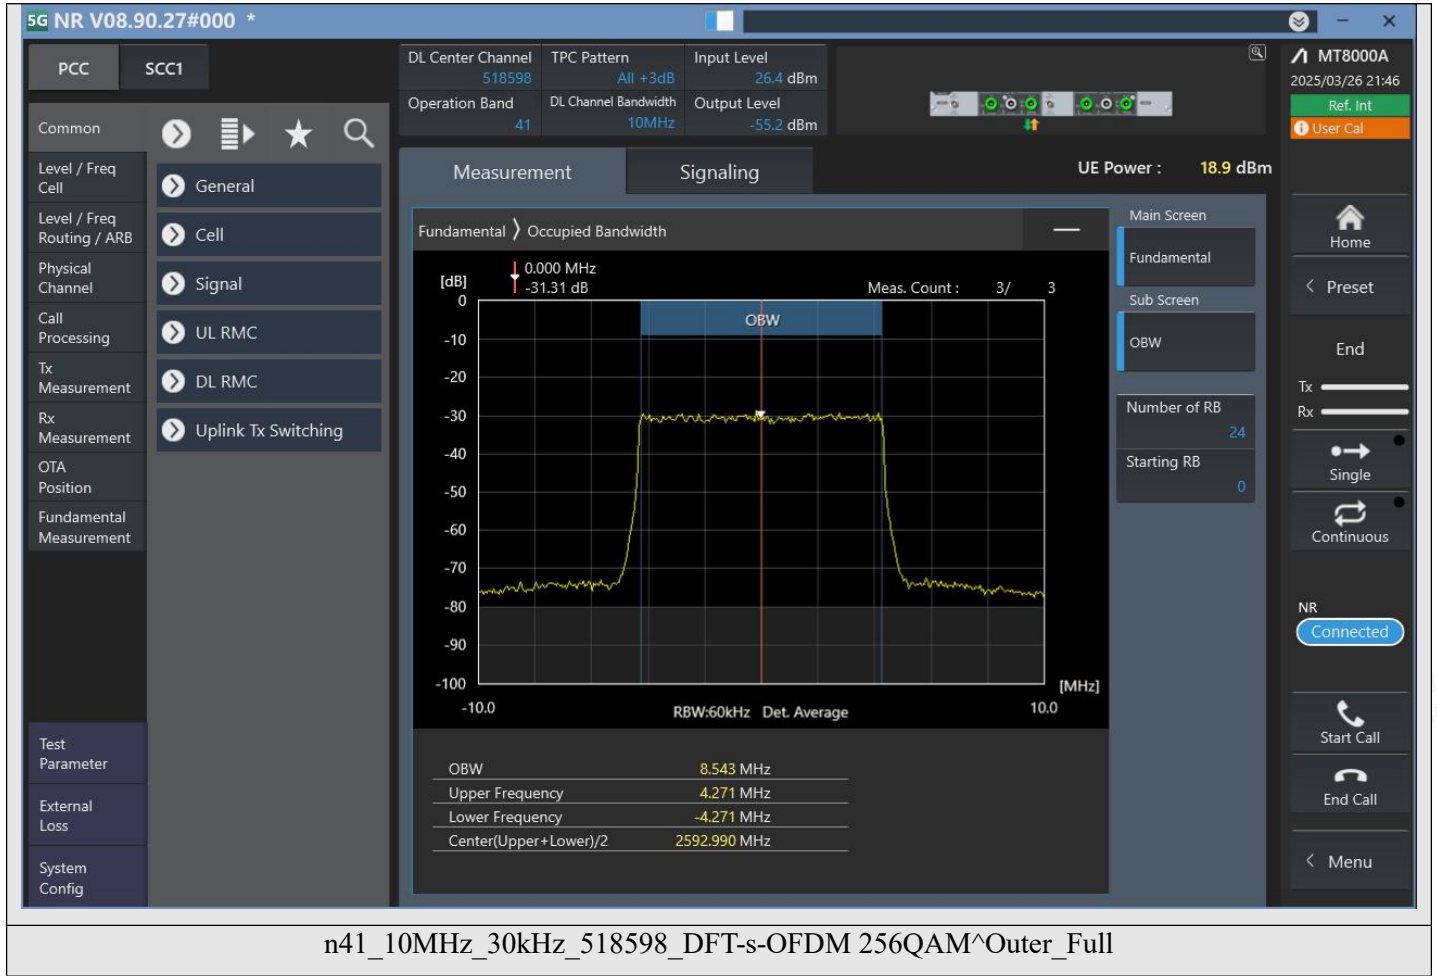 5G NR V08.90.27#000 *
PCC
SCC1
DL Center Channel
518598
TPC Pattern
All +3dB
Input Level
26.4 dBm
Operation Band
41
DL Channel Bandwidth
10MHz
Output Level
-55.2 dBm
MT8000A
2025/03/26 21:46
Ref. Int
User Cal
Common
Level / Freq
Cell
Level / Freq
Routing / ARB
Physical
Channel
Call
Processing
Tx
Measurement
Rx
Measurement
OTA
Position
Fundamental
Measurement
Test
Parameter
External
Loss
System
Config
General
Cell
Signal
UL RMC
DL RMC
Uplink Tx Switching
Measurement
Signaling
UE Power : 18.9 dBm
Fundamental ⟩ Occupied Bandwidth
[dB]
0.000 MHz
-31.31 dB
Meas. Count : 3/ 3
OBW
0
-10
-20
-30
-40
-50
-60
-70
-80
-90
-100
[MHz]
-10.0
RBW:60kHz Det. Average
10.0
OBW 8.543 MHz
Upper Frequency 4.271 MHz
Lower Frequency -4.271 MHz
Center(Upper+Lower)/2 2592.990 MHz
Main Screen
Fundamental
Sub Screen
OBW
Number of RB
24
Starting RB
0
Home
Preset
End
Tx
Rx
Single
Continuous
NR
Connected
Start Call
End Call
Menu
n41_10MHz_30kHz_518598_DFT-s-OFDM 256QAM^Outer_Full